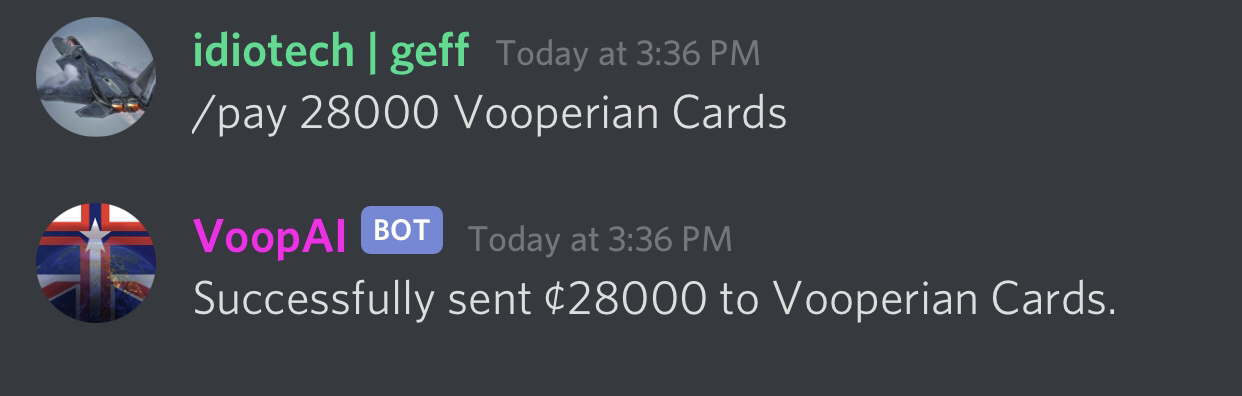 idiotech | geff Today at 3:36 PM
/pay 28000 Vooperian Cards
VoopAI BOT Today at 3:36 PM
Successfully sent ¢28000 to Vooperian Cards.